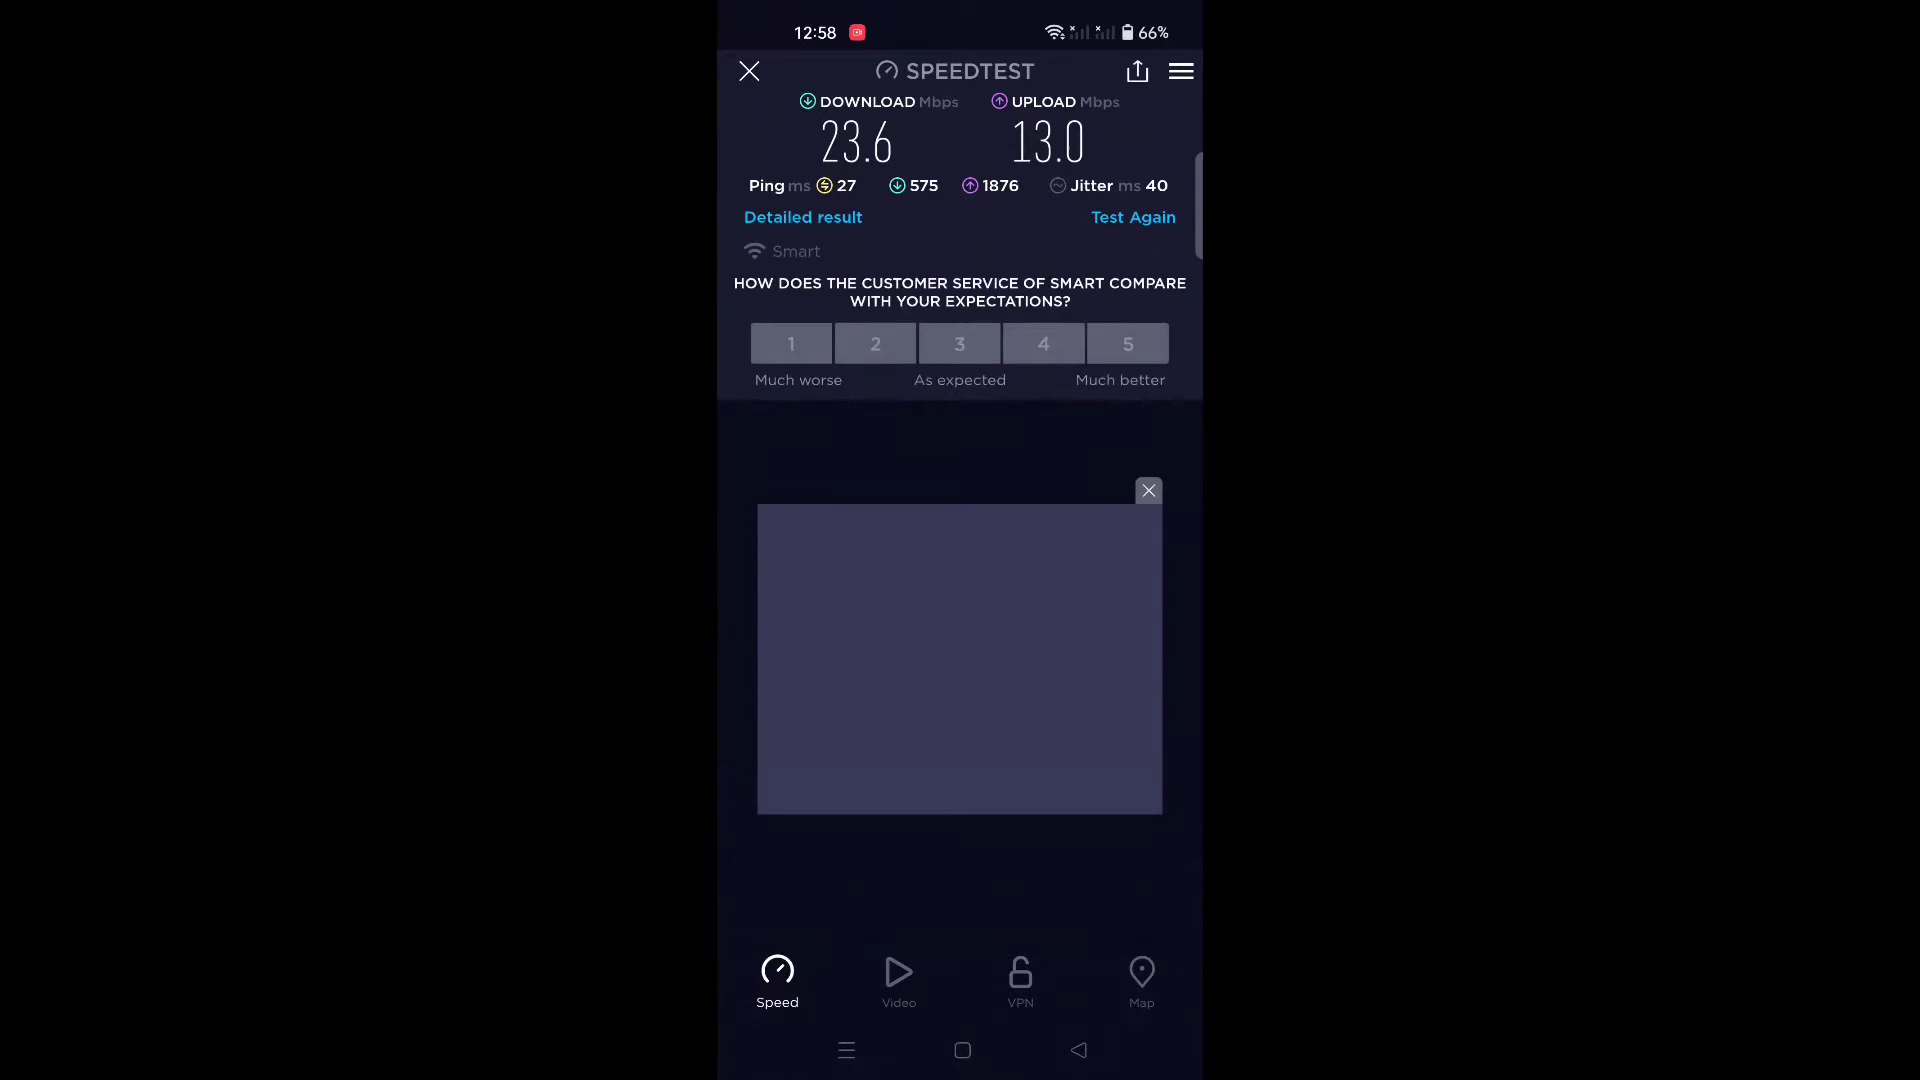 12:58 66%
SPEEDTEST
DOWNLOAD Mbps UPLOAD Mbps
23.6 13.0
Ping ms 27 575 1876 Jitter ms 40
Detailed result Test Again
Smart
HOW DOES THE CUSTOMER SERVICE OF SMART COMPARE
WITH YOUR EXPECTATIONS?
1 2 3 4 5
Much worse As expected Much better
Speed Video VPN Map